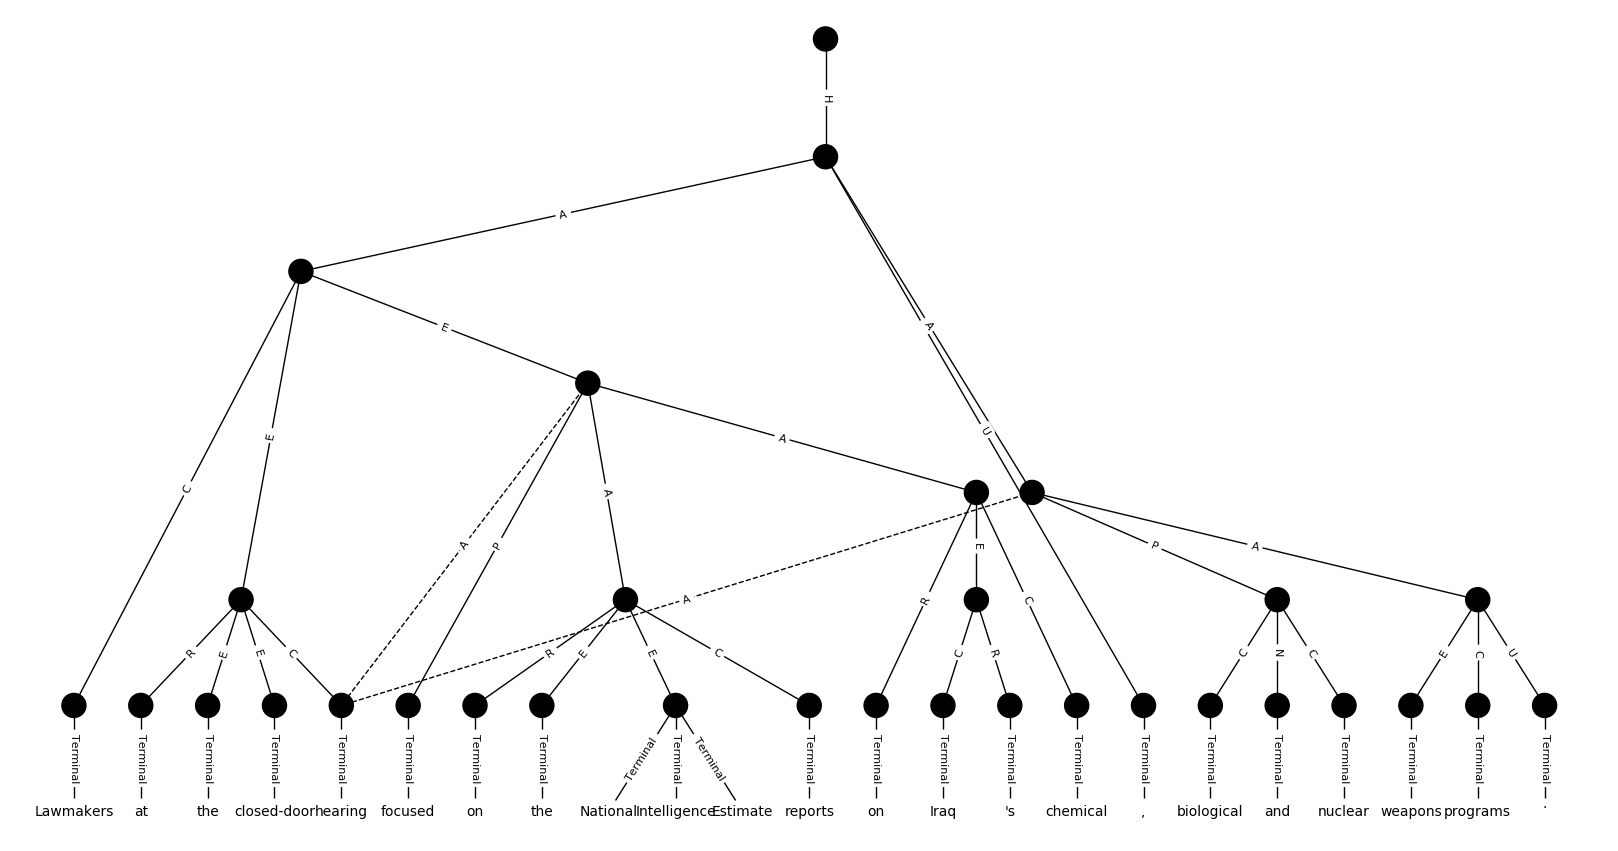 H
A
A
E
E
A
U
C
A
A
P
E
P
A
A
R
C
R
E
E
C
R
E
E
C
C
R
C
N
C
E
C
U
Terminal Terminal Terminal Terminal Terminal Terminal Terminal Terminal Terminal Terminal Terminal Terminal Terminal Terminal Terminal Terminal Terminal Terminal Terminal Terminal Terminal Terminal Terminal
Lawmakers at the closed-door hearing focused on the National Intelligence Estimate reports on Iraq 's chemical , biological and nuclear weapons programs .